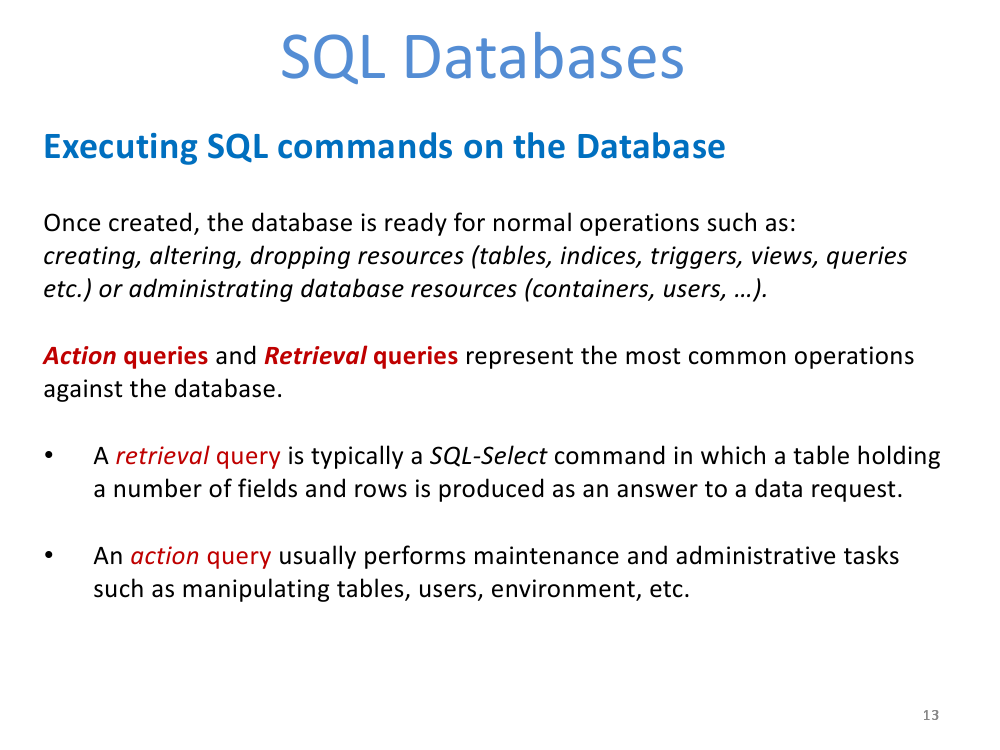 SQL Databases
Executing SQL commands on the Database
Once created, the database is ready for normal operations such as:
creating, altering, dropping resources (tables, indices, triggers, views, queries
etc.) or administrating database resources (containers, users, …).
Action queries and Retrieval queries represent the most common operations
against the database.
• A retrieval query is typically a SQL-Select command in which a table holding
a number of fields and rows is produced as an answer to a data request.
• An action query usually performs maintenance and administrative tasks
such as manipulating tables, users, environment, etc.
13